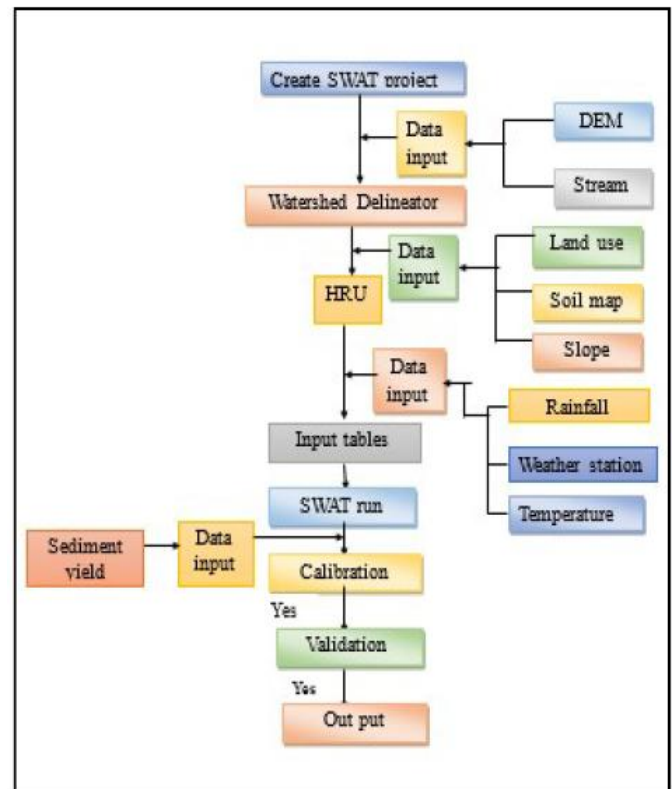 Create SWAT project
Data
input
DEM
Stream
Watershed Delineator
Data
input
Land use
Soil map
Slope
HRU
Data
input
Rainfall
Weather station
Temperature
Input tables
SWAT run
Sediment
yield
Data
input
Calibration
Yes
Validation
Yes
Out put